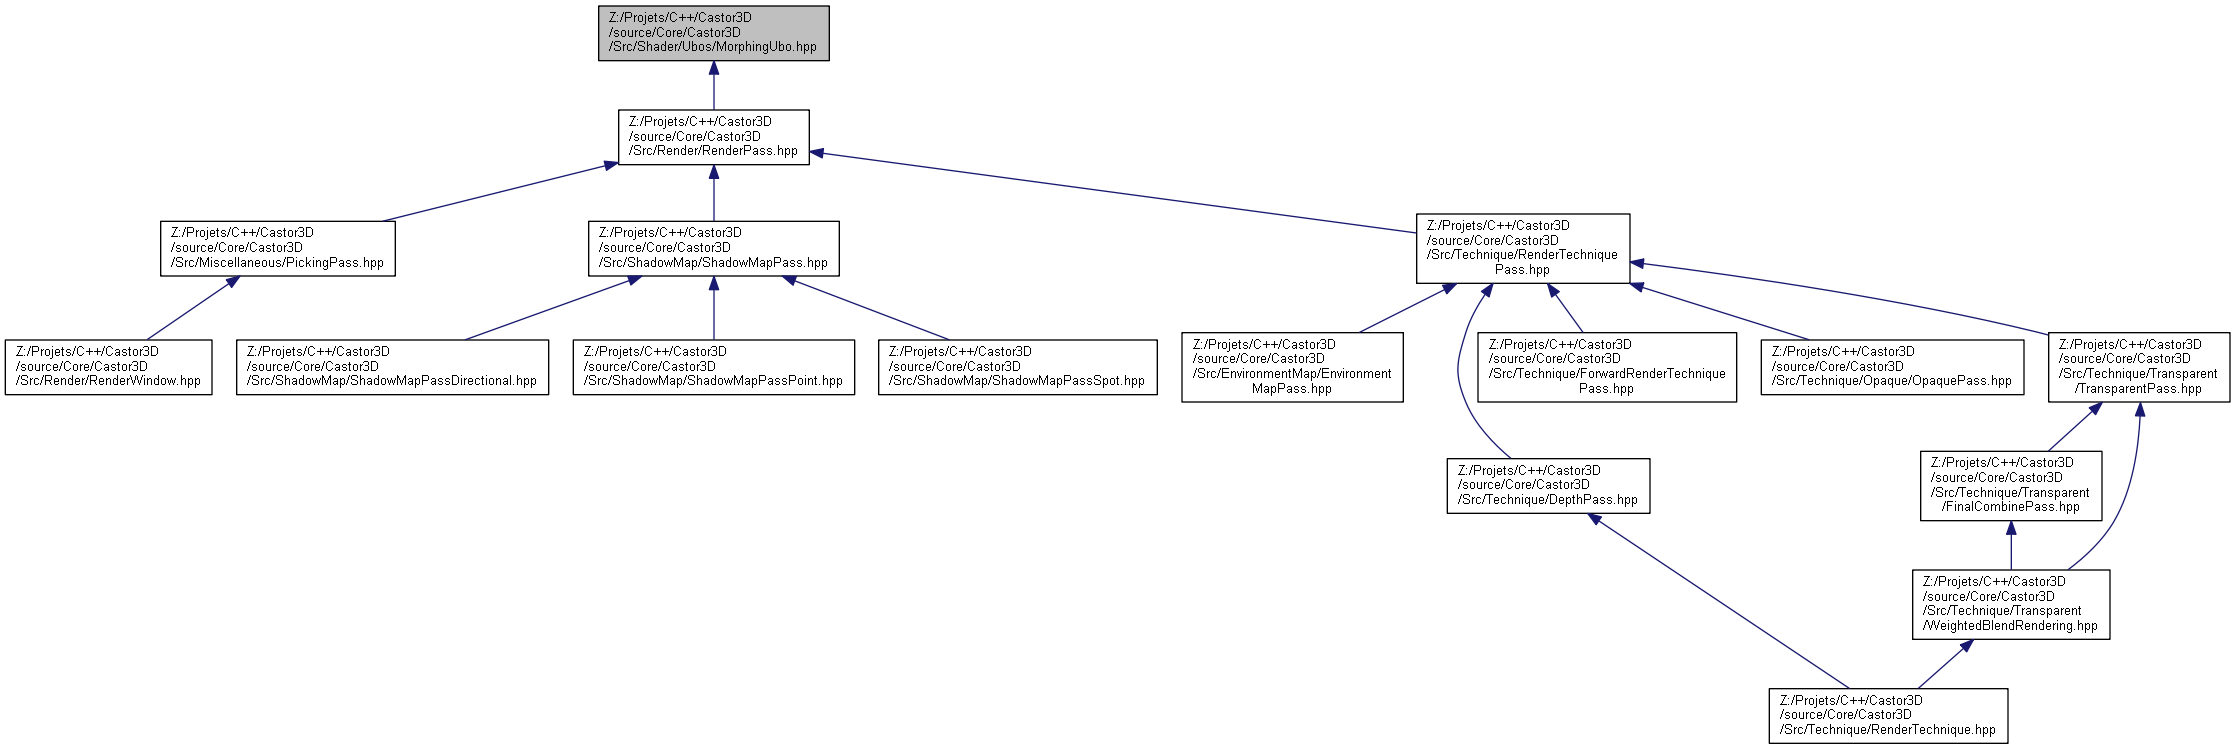 Z:/Projets/C++/Castor3D
/source/Core/Castor3D
/Src/Shader/Ubos/MorphingUbo.hpp
Z:/Projets/C++/Castor3D
/source/Core/Castor3D
/Src/Render/RenderPass.hpp
Z:/Projets/C++/Castor3D
/source/Core/Castor3D
/Src/Miscellaneous/PickingPass.hpp
Z:/Projets/C++/Castor3D
/source/Core/Castor3D
/Src/ShadowMap/ShadowMapPass.hpp
Z:/Projets/C++/Castor3D
/source/Core/Castor3D
/Src/Technique/RenderTechnique
Pass.hpp
Z:/Projets/C++/Castor3D
/source/Core/Castor3D
/Src/Render/RenderWindow.hpp
Z:/Projets/C++/Castor3D
/source/Core/Castor3D
/Src/ShadowMap/ShadowMapPassDirectional.hpp
Z:/Projets/C++/Castor3D
/source/Core/Castor3D
/Src/ShadowMap/ShadowMapPassPoint.hpp
Z:/Projets/C++/Castor3D
/source/Core/Castor3D
/Src/ShadowMap/ShadowMapPassSpot.hpp
Z:/Projets/C++/Castor3D
/source/Core/Castor3D
/Src/EnvironmentMap/Environment
MapPass.hpp
Z:/Projets/C++/Castor3D
/source/Core/Castor3D
/Src/Technique/ForwardRenderTechnique
Pass.hpp
Z:/Projets/C++/Castor3D
/source/Core/Castor3D
/Src/Technique/Opaque/OpaquePass.hpp
Z:/Projets/C++/Castor3D
/source/Core/Castor3D
/Src/Technique/Transparent
/TransparentPass.hpp
Z:/Projets/C++/Castor3D
/source/Core/Castor3D
/Src/Technique/DepthPass.hpp
Z:/Projets/C++/Castor3D
/source/Core/Castor3D
/Src/Technique/Transparent
/FinalCombinePass.hpp
Z:/Projets/C++/Castor3D
/source/Core/Castor3D
/Src/Technique/Transparent
/WeightedBlendRendering.hpp
Z:/Projets/C++/Castor3D
/source/Core/Castor3D
/Src/Technique/RenderTechnique.hpp